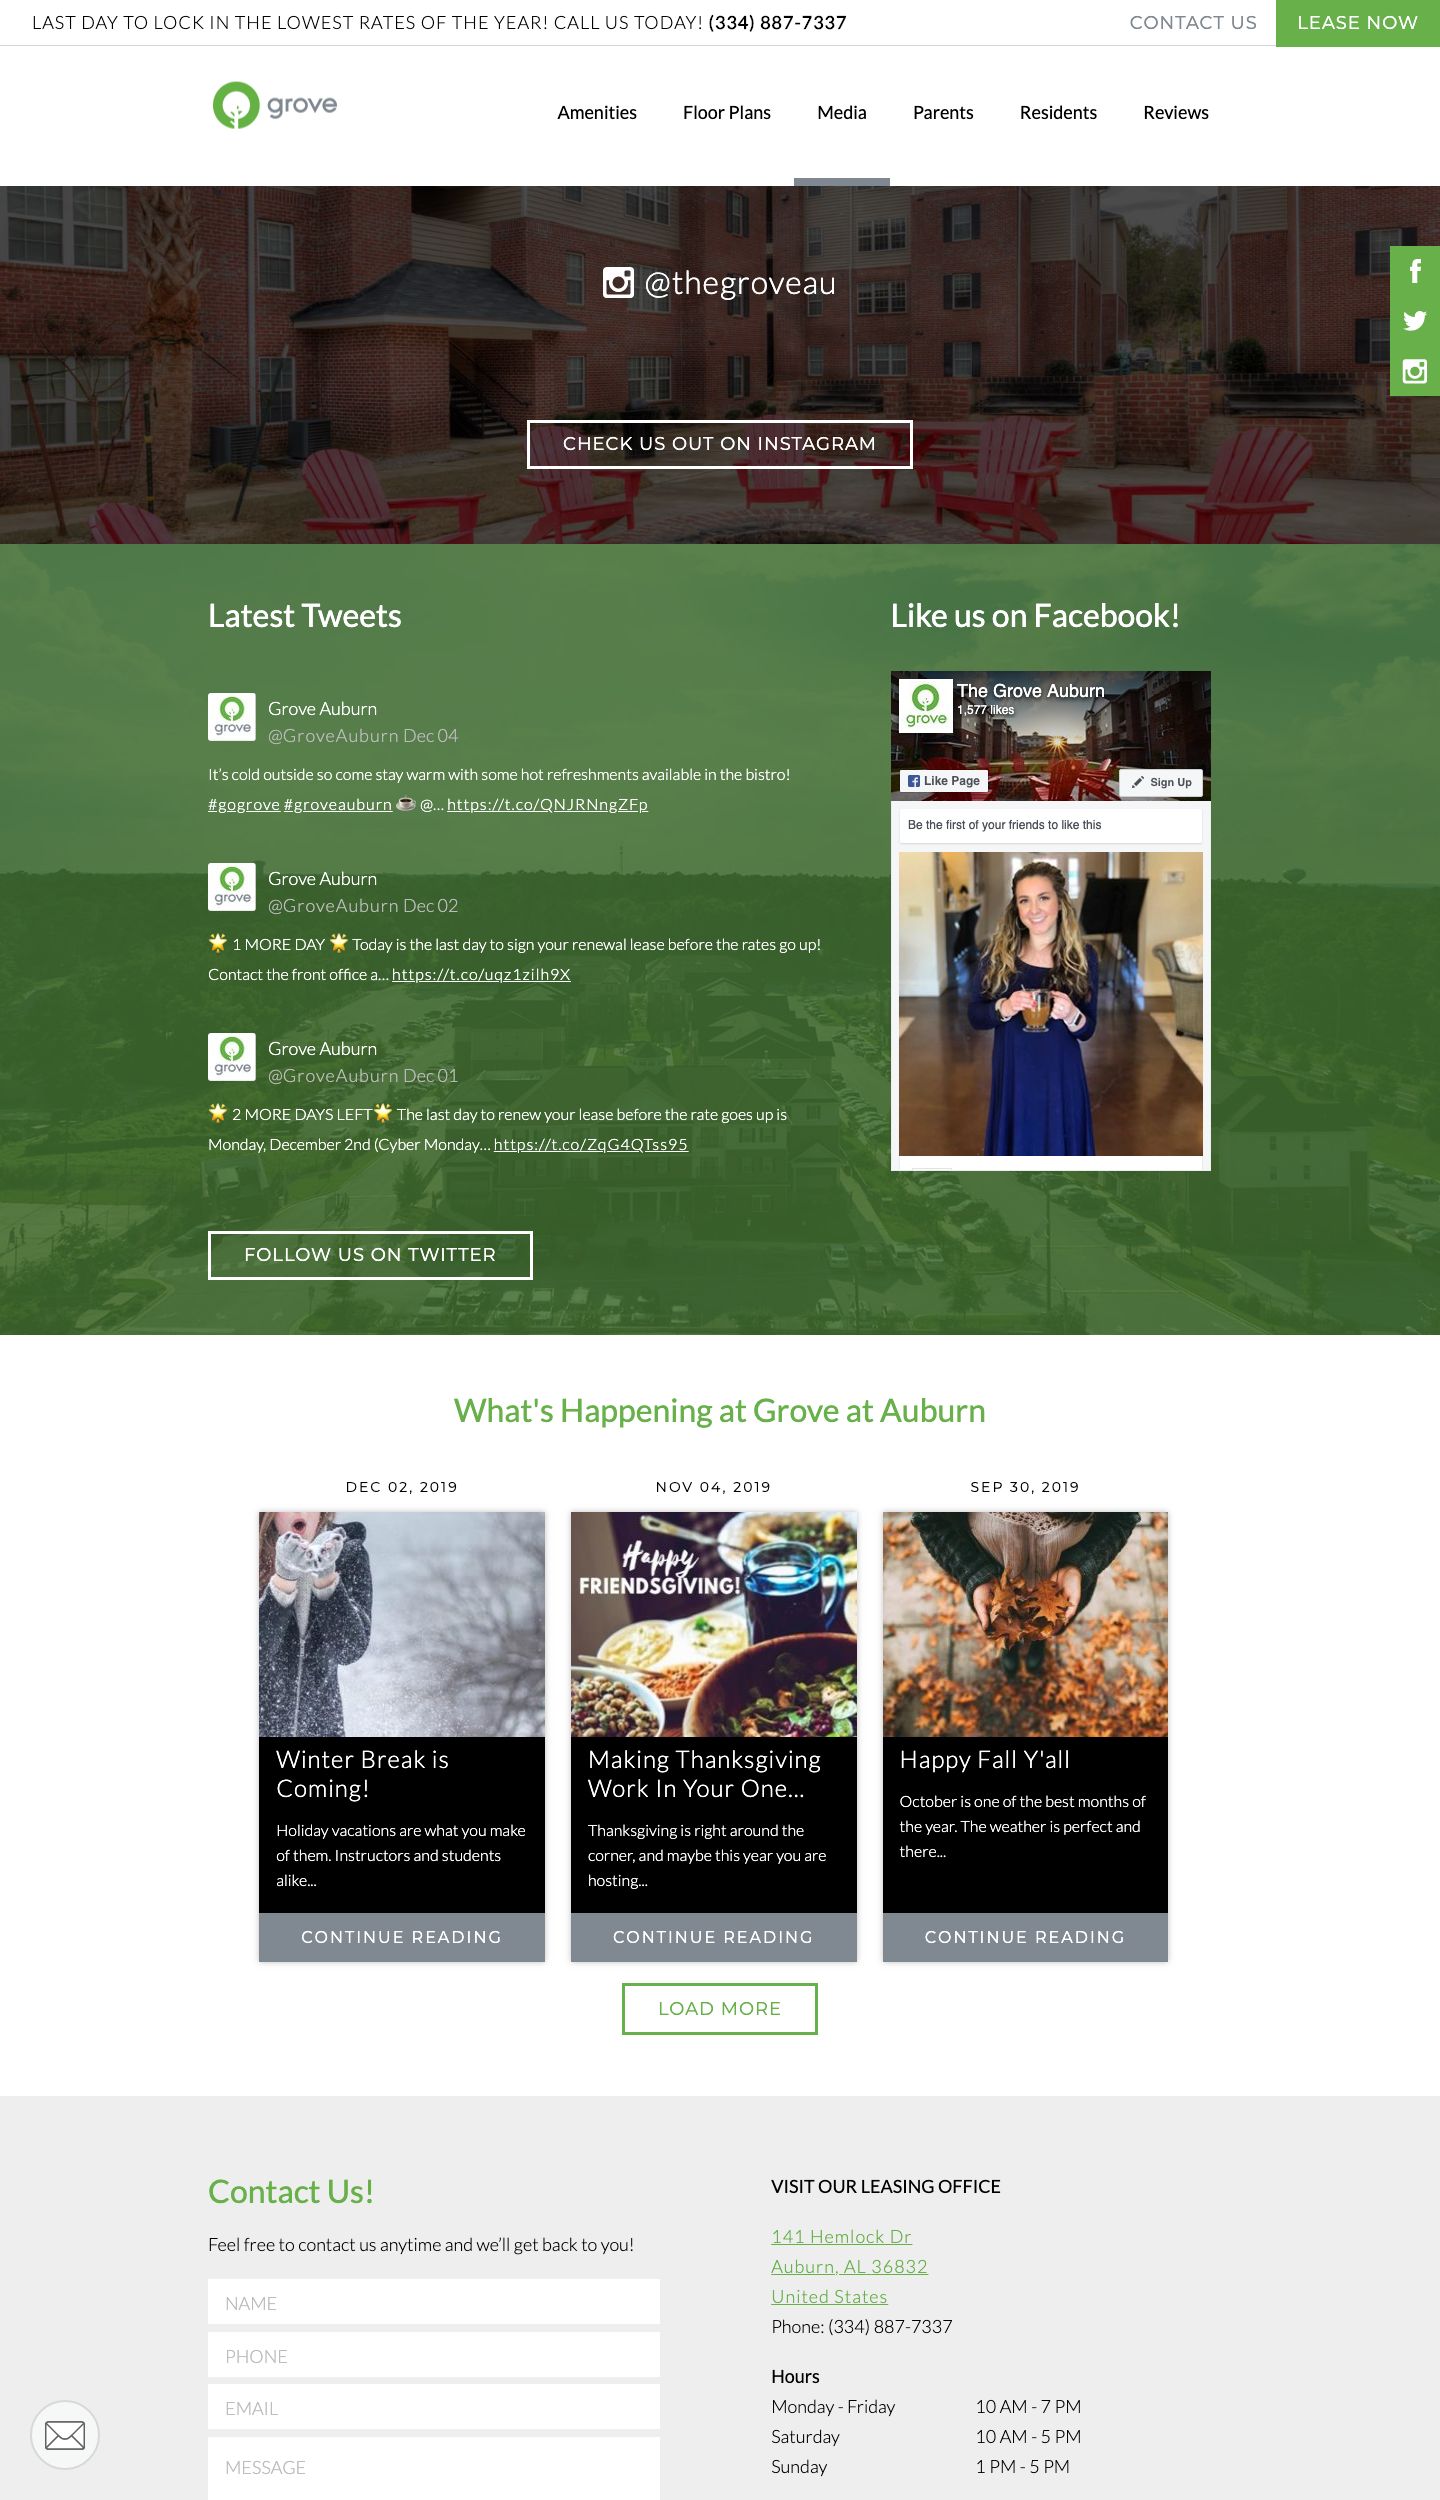 LAST DAY TO LOCK IN THE LOWEST RATES OF THE YEAR! CALL US TODAY! (334) 887-7337
CONTACT US
LEASE NOW
grove
Amenities
Floor Plans
Media
Parents
Residents
Reviews
@thegroveau
CHECK US OUT ON INSTAGRAM
Latest Tweets
grove
Grove Auburn
@GroveAuburn Dec 04
It’s cold outside so come stay warm with some hot refreshments available in the bistro!
#gogrove #groveauburn ☕ @… https://t.co/QNJRNngZFp
grove
Grove Auburn
@GroveAuburn Dec 02
🌟 1 MORE DAY 🌟 Today is the last day to sign your renewal lease before the rates go up!
Contact the front office a… https://t.co/uqz1zilh9X
grove
Grove Auburn
@GroveAuburn Dec 01
🌟 2 MORE DAYS LEFT🌟 The last day to renew your lease before the rate goes up is
Monday, December 2nd (Cyber Monday… https://t.co/ZqG4QTss95
FOLLOW US ON TWITTER
Like us on Facebook!
grove
The Grove Auburn
1,577 likes
Like Page
Sign Up
Be the first of your friends to like this
What's Happening at Grove at Auburn
DEC 02, 2019
Winter Break is
Coming!
Holiday vacations are what you make
of them. Instructors and students
alike...
CONTINUE READING
NOV 04, 2019
Happy
FRIENDSGIVING!
Making Thanksgiving
Work In Your One...
Thanksgiving is right around the
corner, and maybe this year you are
hosting...
CONTINUE READING
SEP 30, 2019
Happy Fall Y'all
October is one of the best months of
the year. The weather is perfect and
there...
CONTINUE READING
LOAD MORE
Contact Us!
Feel free to contact us anytime and we’ll get back to you!
NAME
PHONE
EMAIL
MESSAGE
VISIT OUR LEASING OFFICE
141 Hemlock Dr
Auburn, AL 36832
United States
Phone: (334) 887-7337
Hours
Monday - Friday 10 AM - 7 PM
Saturday 10 AM - 5 PM
Sunday 1 PM - 5 PM